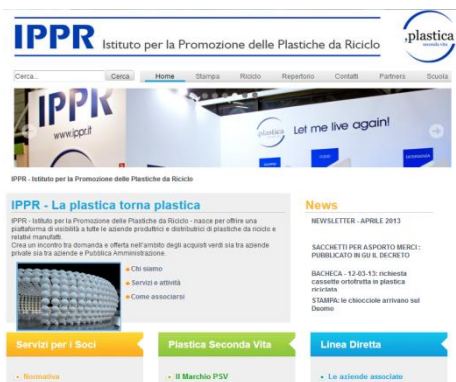 IPPR Istituto per la Promozione delle Plastiche da Riciclo
plastica
seconda vita
Cerca... Cerca Home Stampa Riciclo Repertorio Contatti Partners Scuola
IPPR
www.ippr.it
plastica Let me live again!
IPPR - Istituto per la Promozione delle Plastiche da Riciclo
IPPR - La plastica torna plastica
IPPR - Istituto per la Promozione delle Plastiche da Riciclo - nasce per offrire una
piattaforma di visibilità a tutte le aziende produttrici e distributrici di plastiche da riciclo e
relativi manufatti.
Crea un incontro tra domanda e offerta nell'ambito degli acquisti verdi sia tra aziende
private sia tra aziende e Pubblica Amministrazione.
Chi siamo
Servizi e attività
Come associarsi
News
NEWSLETTER - APRILE 2013
SACCHETTI PER ASPORTO MERCI :
PUBBLICATO IN GU IL DECRETO
BACHECA - 12-03-13: richiesta
cassette ortofrutta in plastica
riciclata
STAMPA: le chiocciole arrivano sul
Duomo
Servizi per i Soci Plastica Seconda Vita Linea Diretta
Normativa Il Marchio PSV Le aziende associate